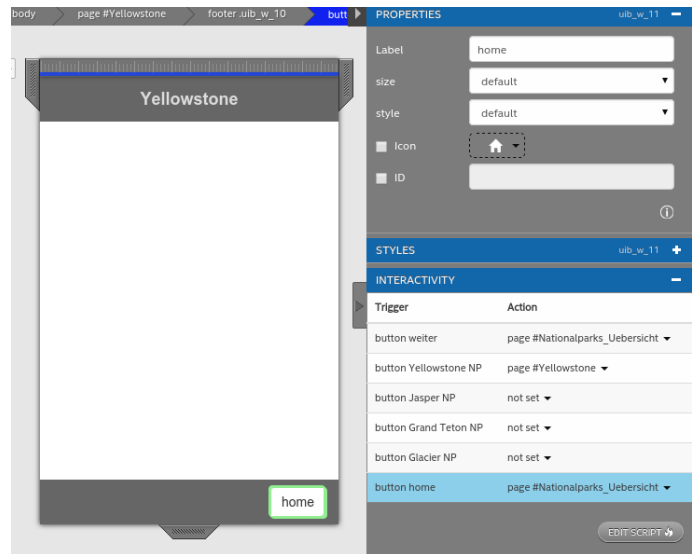 body page #Yellowstone footer .uib_w_10 butt
PROPERTIES uib_w_11
Label home
size default
style default
Icon
ID
Yellowstone
STYLES uib_w_11
INTERACTIVITY
Trigger Action
button weiter page #Nationalparks_Uebersicht
button Yellowstone NP page #Yellowstone
button Jasper NP not set
button Grand Teton NP not set
button Glacier NP not set
button home page #Nationalparks_Uebersicht
home
EDIT SCRIPT